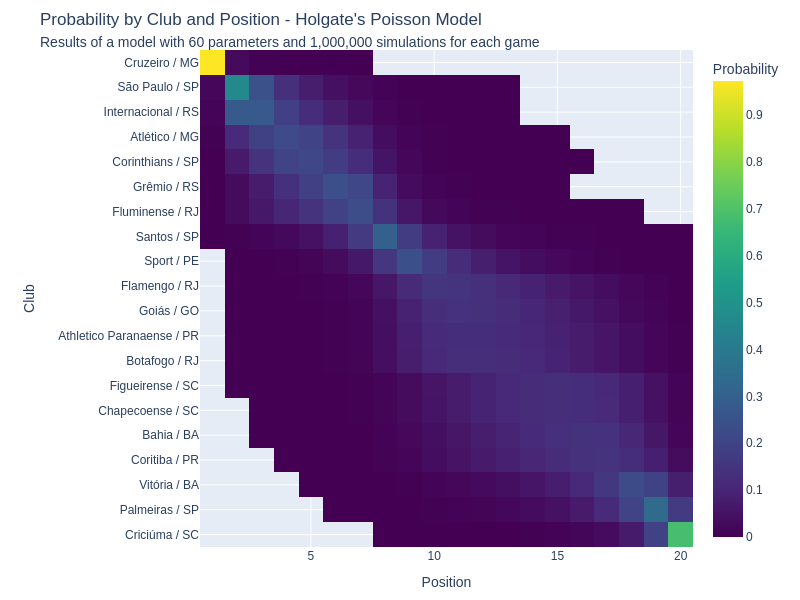 Probability by Club and Position - Holgate's Poisson Model
Results of a model with 60 parameters and 1,000,000 simulations for each game
Probability
Cruzeiro / MG
São Paulo / SP
Internacional / RS
Atlético / MG
Corinthians / SP
Grêmio / RS
Fluminense / RJ
Santos / SP
Sport / PE
Flamengo / RJ
Goiás / GO
Athletico Paranaense / PR
Botafogo / RJ
Figueirense / SC
Chapecoense / SC
Bahia / BA
Coritiba / PR
Vitória / BA
Palmeiras / SP
Criciúma / SC
Club
5
10
15
20
Position
0.9
0.8
0.7
0.6
0.5
0.4
0.3
0.2
0.1
0